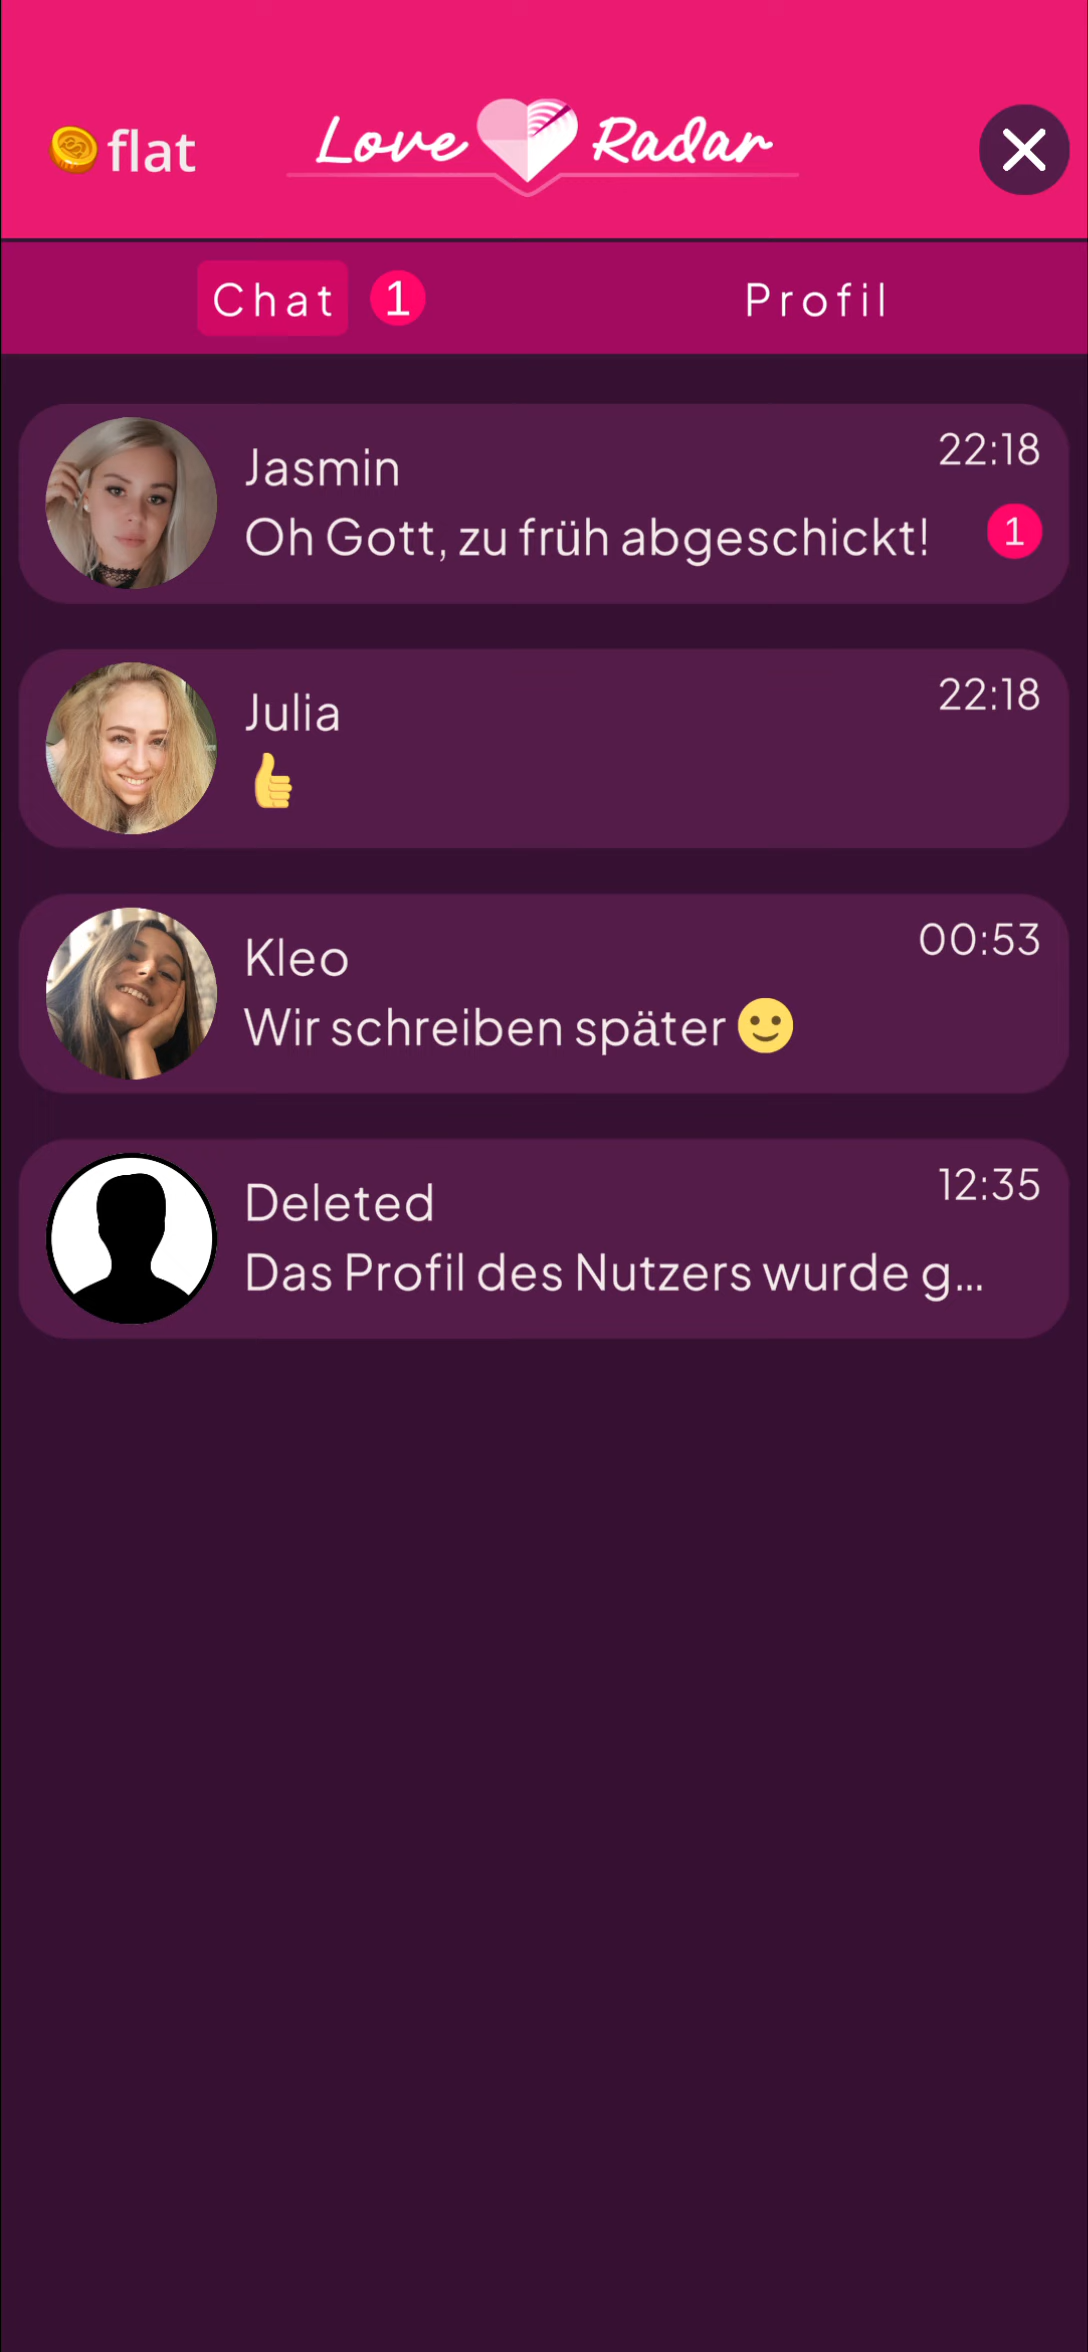 flat
Love Radar
Chat 1
Profil
Jasmin
22:18
Oh Gott, zu früh abgeschickt!
1
Julia
22:18
👍
Kleo
00:53
Wir schreiben später 🙂
Deleted
12:35
Das Profil des Nutzers wurde g...